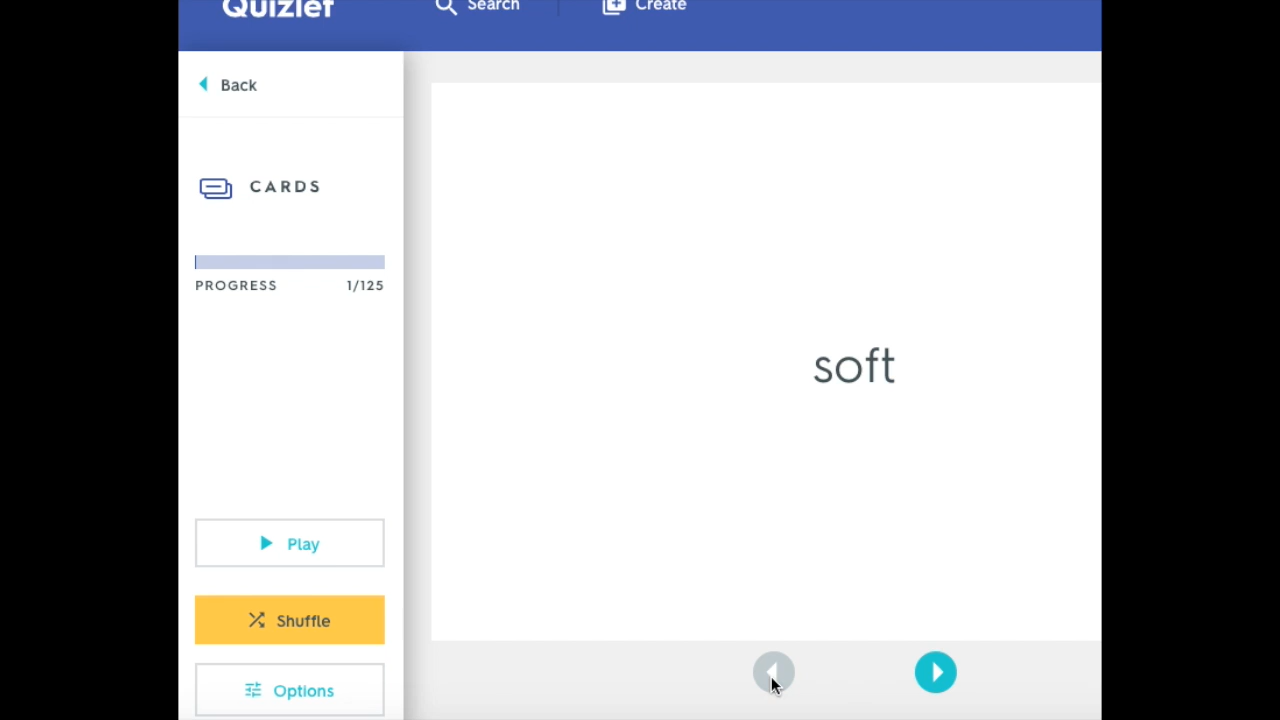 Quizlet
Search
Create
Back
CARDS
PROGRESS 1/125
soft
Play
Shuffle
Options